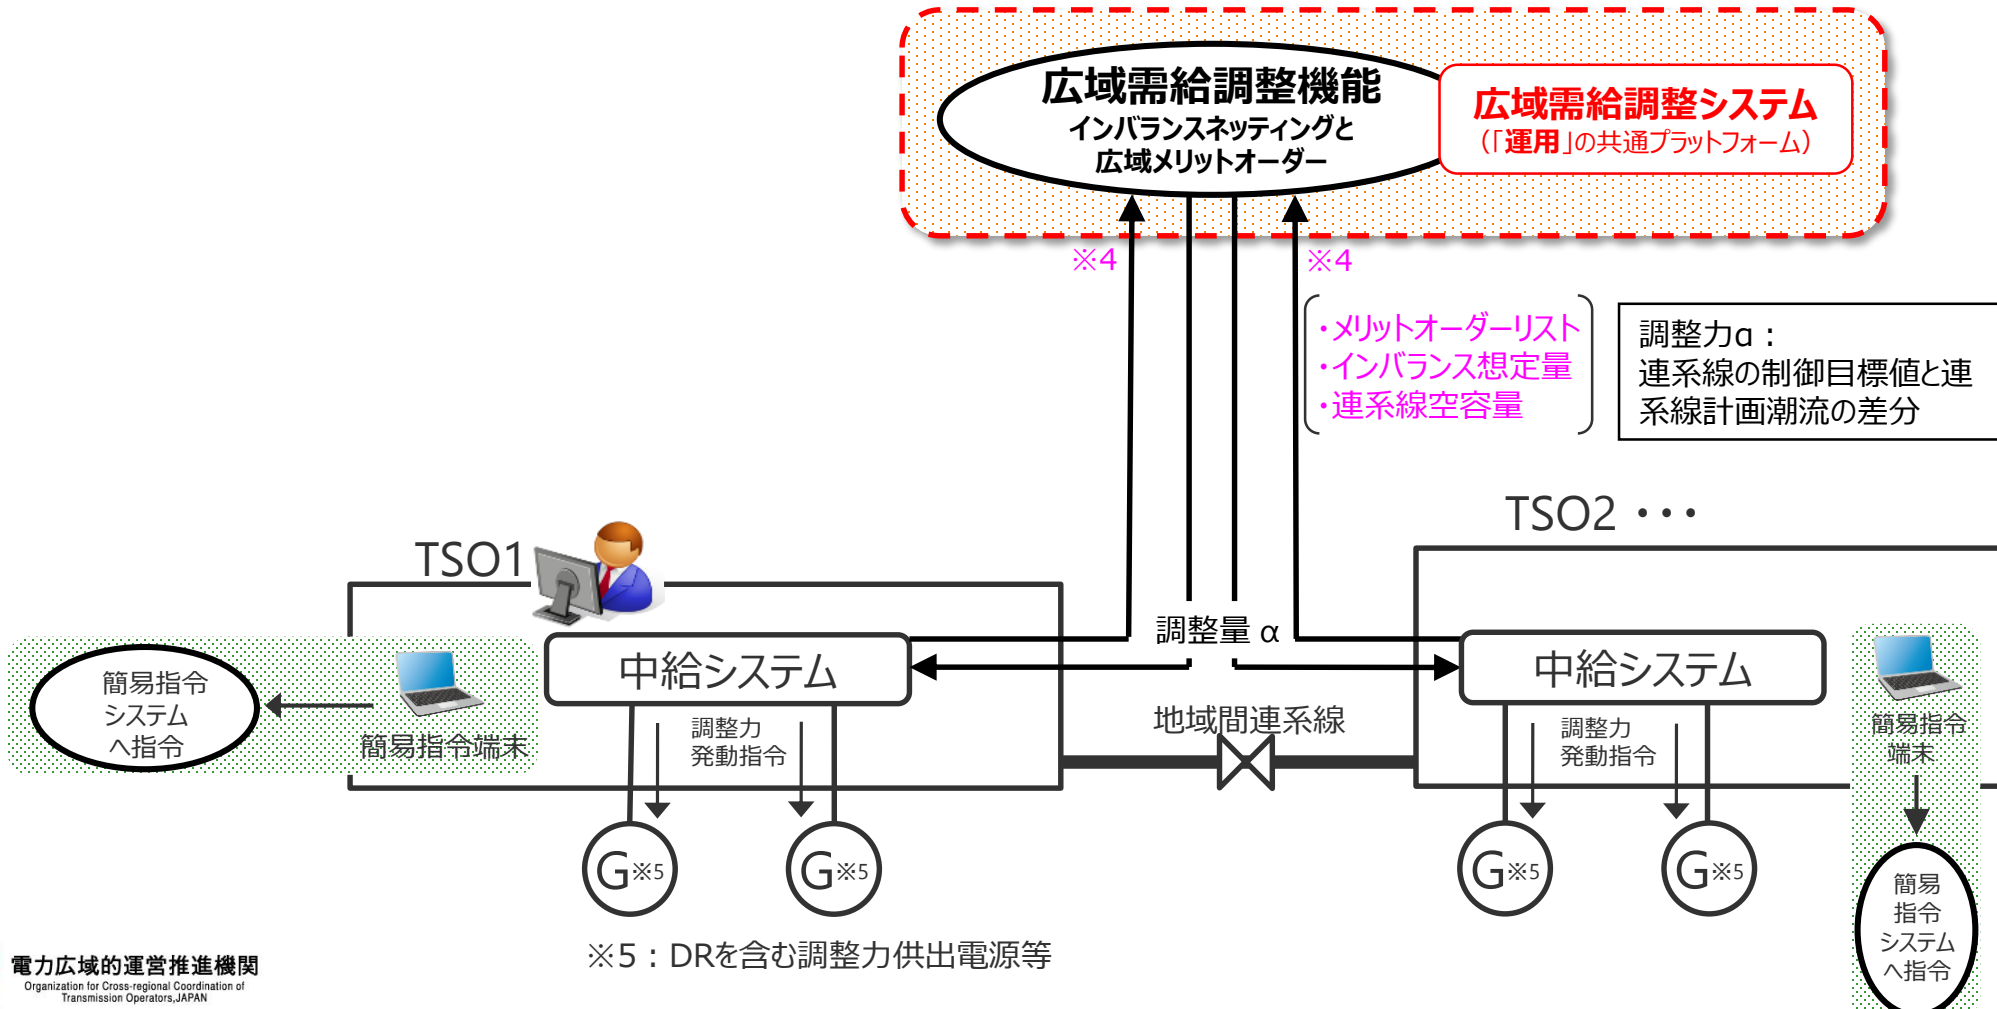 広域需給調整機能
インバランスネッティングと
広域メリットオーダー
広域需給調整システム
（「運用」の共通プラットフォーム）
※4
※4
・メリットオーダーリスト
・インバランス想定量
・連系線空容量
調整力α：
連系線の制御目標値と連
系線計画潮流の差分
TSO1
TSO2 ・・・
調整量 α
中給システム
中給システム
簡易指令
システム
へ指令
簡易指令端末
調整力
発動指令
地域間連系線
調整力
発動指令
簡易指令
端末
G※5
G※5
G※5
G※5
簡易
指令
システム
へ指令
※5：DRを含む調整力供出電源等
電力広域的運営推進機関
Organization for Cross-regional Coordination of
Transmission Operators,JAPAN